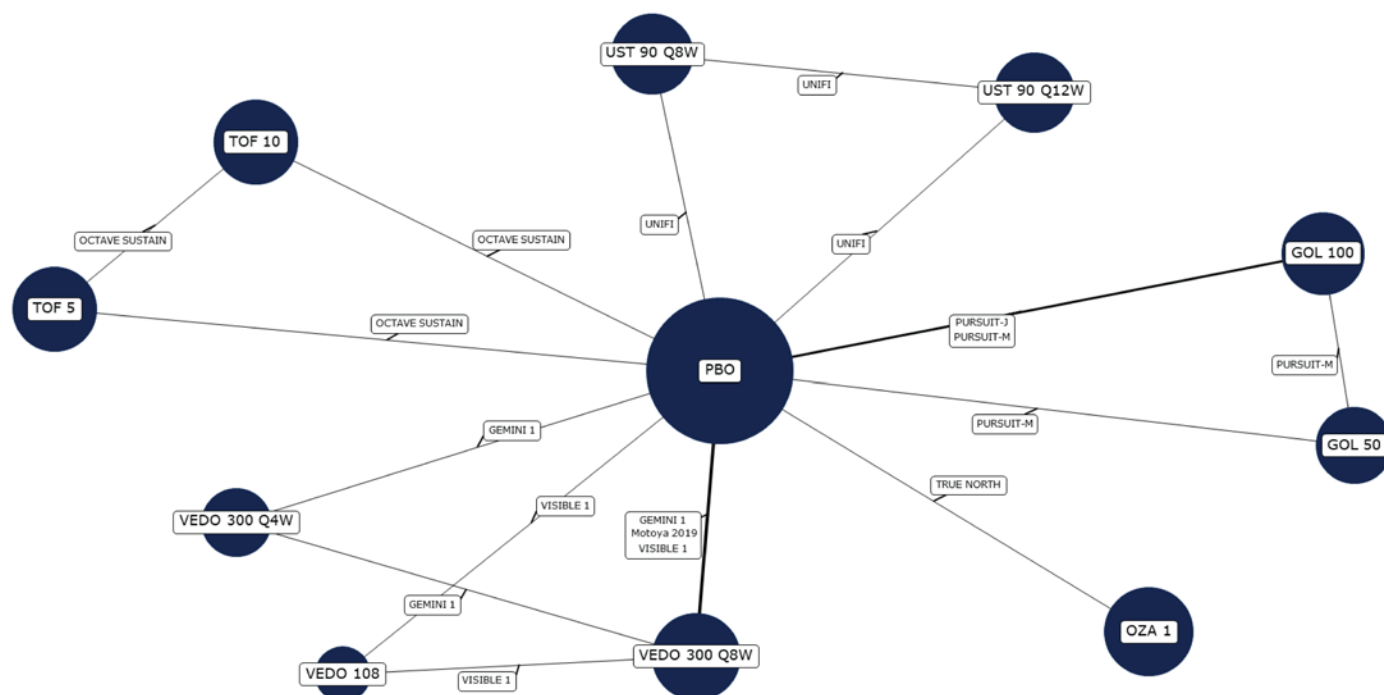 UST 90 Q8W
UNIFI
UST 90 Q12W
TOF 10
OCTAVE SUSTAIN
OCTAVE SUSTAIN
UNIFI
UNIFI
GOL 100
TOF 5
OCTAVE SUSTAIN
PURSUIT-J
PURSUIT-M
PBO
PURSUIT-M
PURSUIT-M
GOL 50
GEMINI 1
TRUE NORTH
VISIBLE 1
VEDO 300 Q4W
GEMINI 1
Motoya 2019
VISIBLE 1
GEMINI 1
OZA 1
VEDO 300 Q8W
VEDO 108
VISIBLE 1